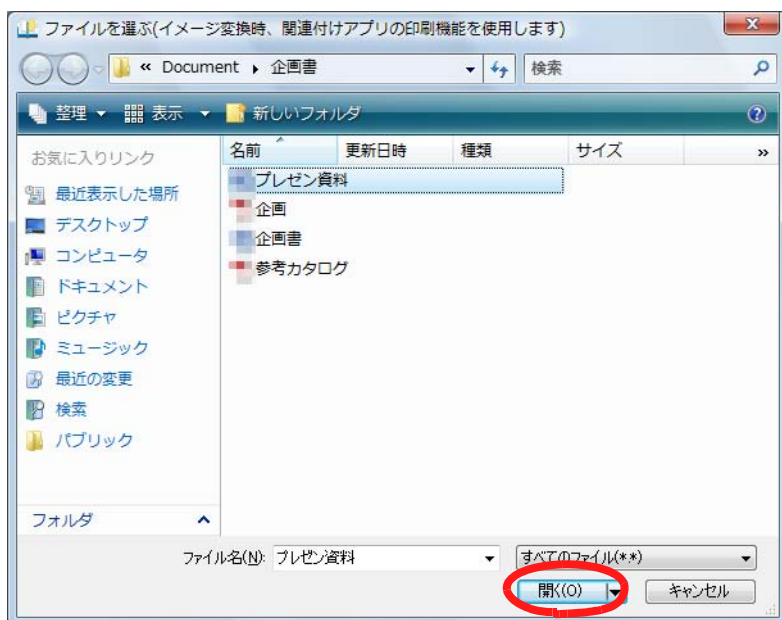 ファイルを選ぶ(イメージ変換時、関連付けアプリの印刷機能を使用します)
« Document 企画書 検索
整理 表示 新しいフォルダ
お気に入りリンク
最近表示した場所
デスクトップ
コンピュータ
ドキュメント
ピクチャ
ミュージック
最近の変更
検索
パブリック
フォルダ
名前 更新日時 種類 サイズ »
プレゼン資料
企画
企画書
参考カタログ
ファイル名(N): プレゼン資料 すべてのファイル(*.*)
開く(O) キャンセル